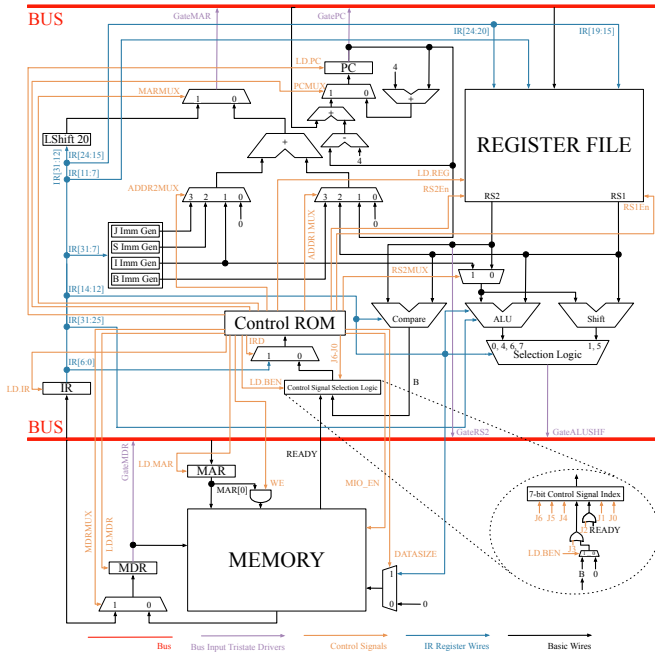 BUS
GateMAR
GatePC
IR[24:20]
IR[19:15]
IR[11:7]
LD.PC
PC
4
PCMUX
MARMUX
1 0
1 0
+
+
-
4
LShift 20
IR[31:12]
IR[24:15]
IR[11:7]
+
REGISTER FILE
LD.REG
RS2En
RS2
RS1
RS1En
ADDR2MUX
3 2 1 0
0
ADDR1MUX
3 2 1 0
0
J Imm Gen
S Imm Gen
I Imm Gen
B Imm Gen
IR[31:7]
RS2MUX
1 0
IR[14:12]
Control ROM
Compare
ALU
Shift
IR[31:25]
IRD
1 0
J6-J0
0, 4, 6, 7
1, 5
Selection Logic
IR[6:0]
LD.IR
IR
LD.BEN
Control Signal Selection Logic
B
BUS
GateMDR
LD.MAR
MAR
MAR[0]
WE
READY
MIO_EN
GateRS2
GateALUSHF
MDRMUX
LD.MDR
MDR
MEMORY
DATASIZE
1
0
0
1 0
7-bit Control Signal Index
J6 J5 J4 J2 J1 J0
READY
J3
LD.BEN
1 0
B 0
Bus
Bus Input Tristate Drivers
Control Signals
IR Register Wires
Basic Wires